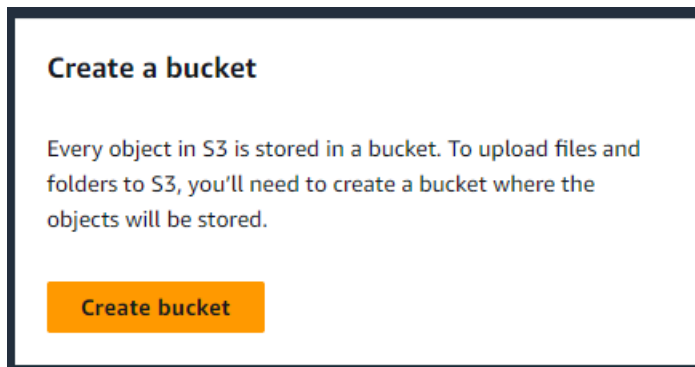 Create a bucket
Every object in S3 is stored in a bucket. To upload files and
folders to S3, you’ll need to create a bucket where the
objects will be stored.
Create bucket